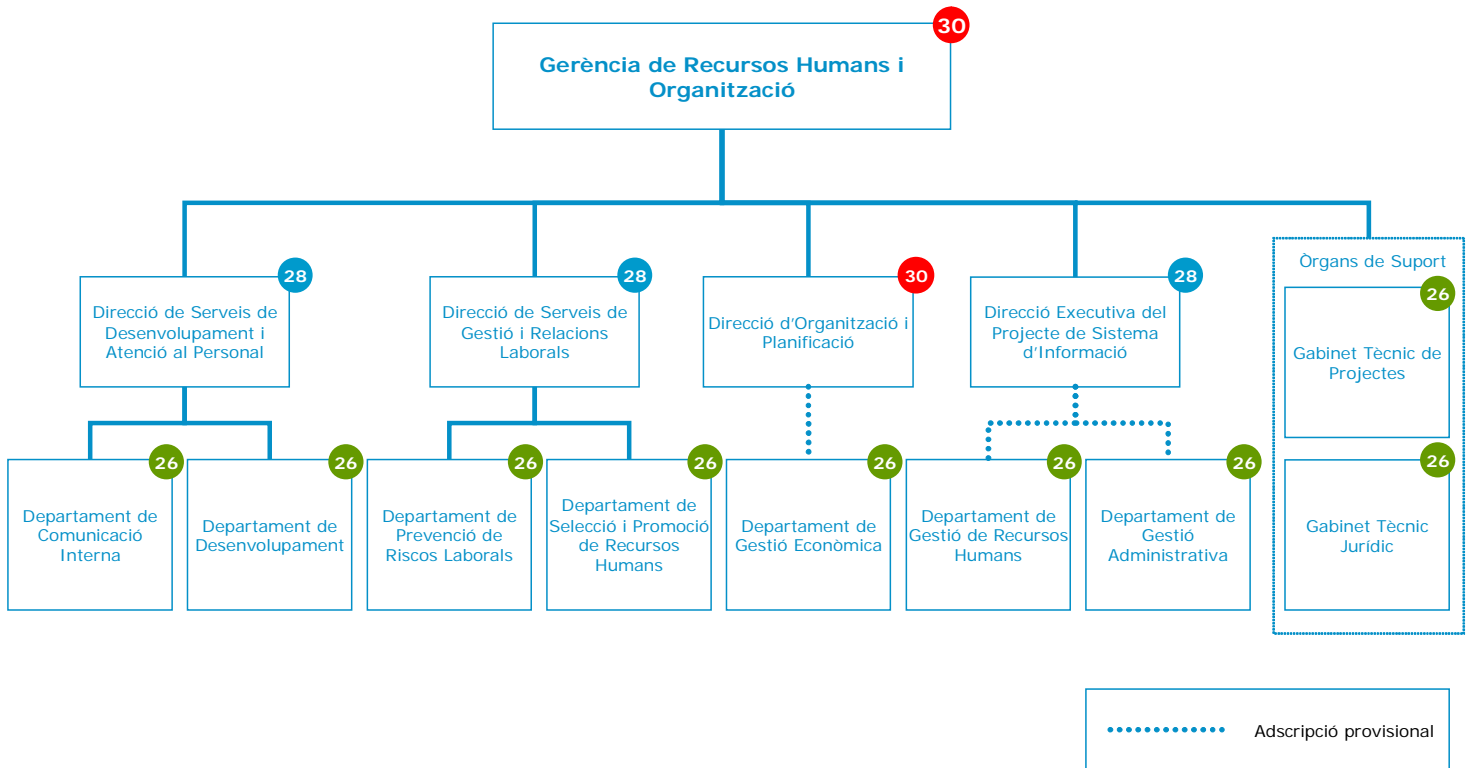 30
Gerència de Recursos Humans i
Organització
28
Direcció de Serveis de
Desenvolupament i
Atenció al Personal
28
Direcció de Serveis de
Gestió i Relacions
Laborals
30
Direcció d'Organització i
Planificació
28
Direcció Executiva del
Projecte de Sistema
d'Informació
Òrgans de Suport
26
Gabinet Tècnic de
Projectes
26
Gabinet Tècnic
Jurídic
26
Departament de
Comunicació
Interna
26
Departament de
Desenvolupament
26
Departament de
Prevenció de
Riscos Laborals
26
Departament de
Selecció i Promoció
de Recursos
Humans
26
Departament de
Gestió Econòmica
26
Departament de
Gestió de Recursos
Humans
26
Departament de
Gestió
Administrativa
Adscripció provisional